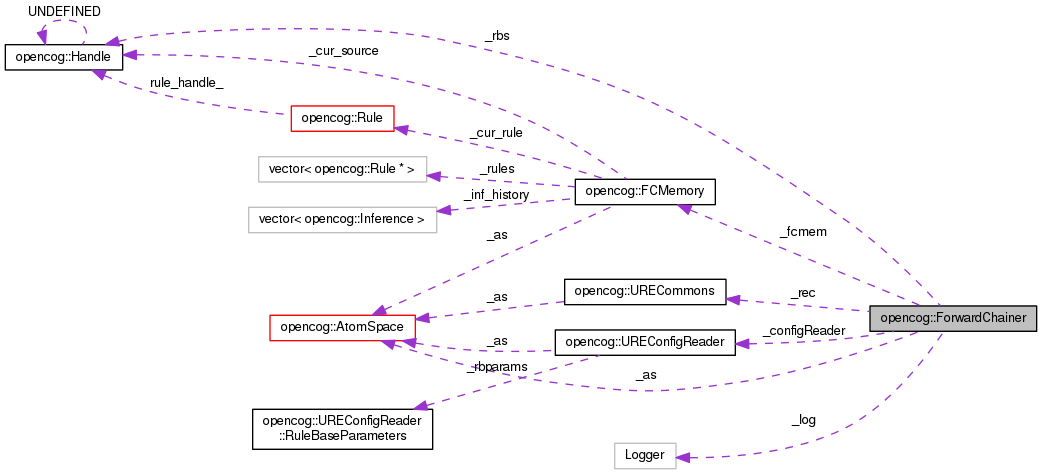 UNDEFINED
opencog::Handle
_rbs
_cur_source
rule_handle_
opencog::Rule
_cur_rule
vector< opencog::Rule * >
_rules
opencog::FCMemory
_inf_history
vector< opencog::Inference >
_as
_fcmem
opencog::URECommons
_rec
_as
opencog::ForwardChainer
opencog::AtomSpace
_configReader
opencog::UREConfigReader
_as
_rbparams
_as
opencog::UREConfigReader
::RuleBaseParameters
_log
Logger